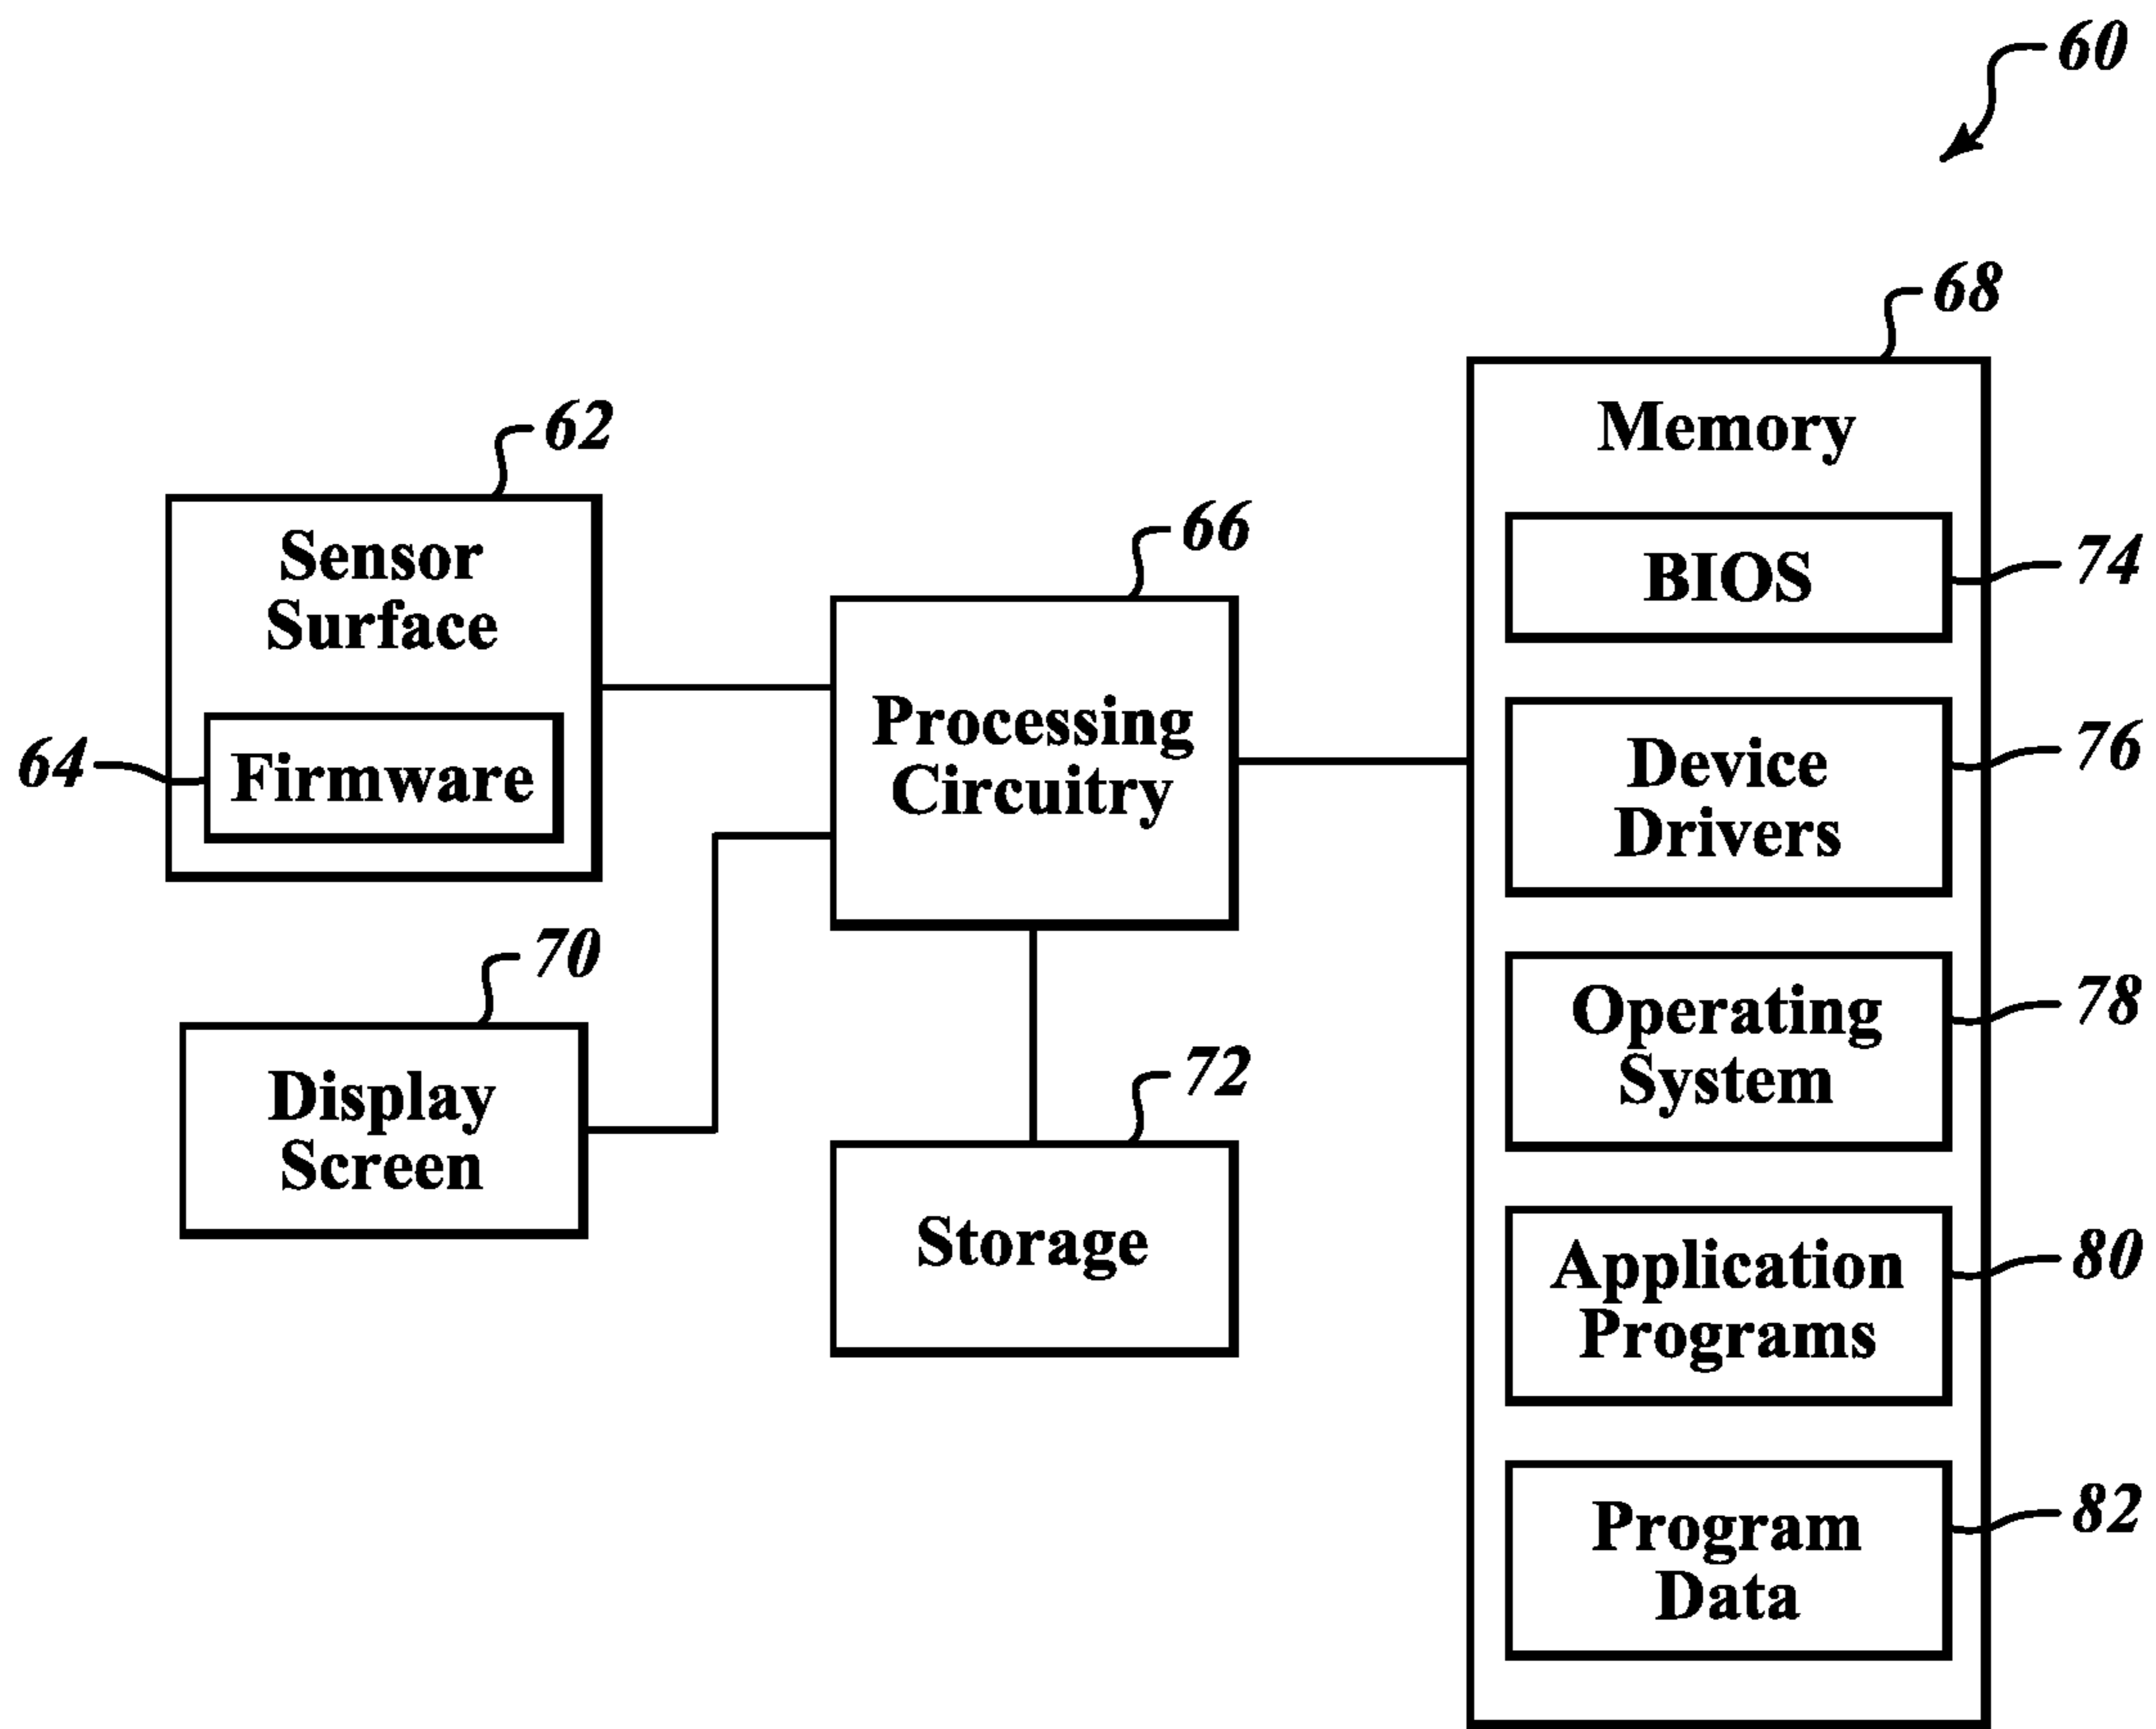 60
68
Memory
62
Sensor
Surface
66
BIOS
74
Processing
Circuitry
64
Firmware
Device
Drivers
76
70
Display
Screen
72
Storage
Operating
System
78
Application
Programs
80
Program
Data
82